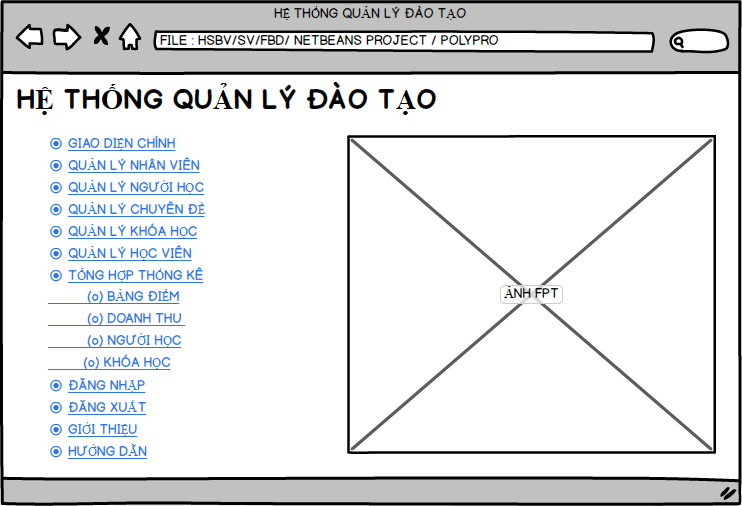 HỆ THỐNG QUẢN LÝ ĐÀO TẠO
FILE : HSBV/SV/FBD/ NETBEANS PROJECT / POLYPRO
HỆ THỐNG QUẢN LÝ ĐÀO TẠO
GIAO DIỆN CHÍNH
QUẢN LÝ NHÂN VIÊN
QUẢN LÝ NGƯỜI HỌC
QUẢN LÝ CHUYÊN ĐỀ
QUẢN LÝ KHÓA HỌC
QUẢN LÝ HỌC VIÊN
TỔNG HỢP THỐNG KÊ
(o) BẢNG ĐIỂM
(o) DOANH THU
(o) NGƯỜI HỌC
(o) KHÓA HỌC
ĐĂNG NHẬP
ĐĂNG XUẤT
GIỚI THIỆU
HƯỚNG DẪN
ẢNH FPT